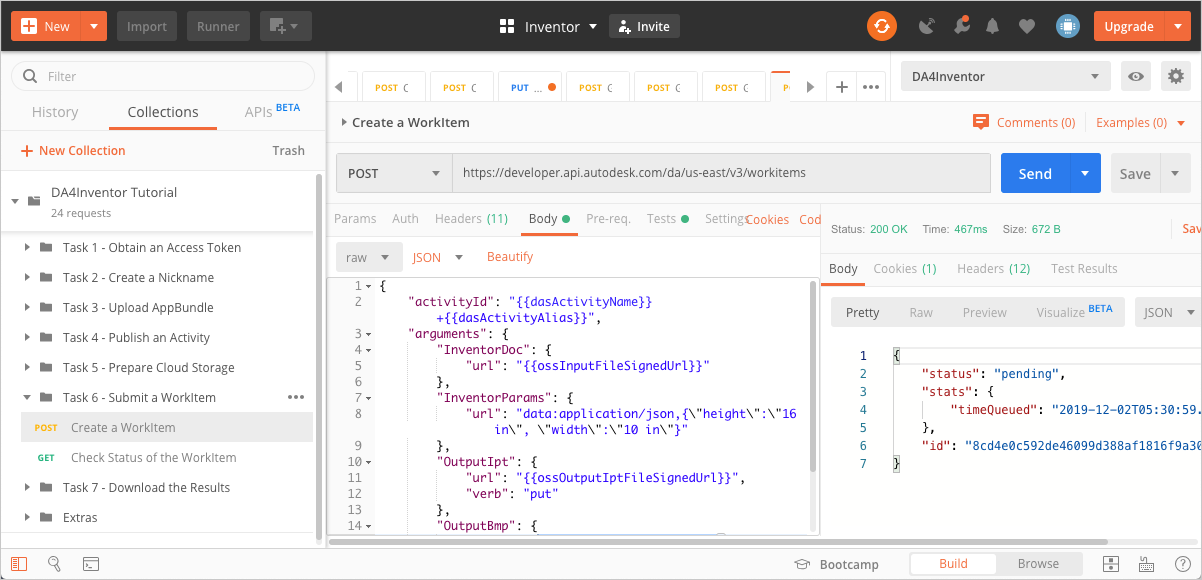 New
Import
Runner
Inventor
Invite
Upgrade
Filter
History
Collections
APIs BETA
New Collection
Trash
DA4Inventor Tutorial
24 requests
Task 1 - Obtain an Access Token
Task 2 - Create a Nickname
Task 3 - Upload AppBundle
Task 4 - Publish an Activity
Task 5 - Prepare Cloud Storage
Task 6 - Submit a WorkItem
POST Create a WorkItem
GET Check Status of the WorkItem
Task 7 - Download the Results
Extras
POST C
POST C
PUT ...
POST C
POST C
POST C
DA4Inventor
Create a WorkItem
Comments (0)
Examples (0)
POST
https://developer.api.autodesk.com/da/us-east/v3/workitems
Send
Save
Params
Auth
Headers (11)
Body
Pre-req.
Tests
Settings
Cookies
Cod
raw
JSON
Beautify
1 {
2 "activityId": "{{dasActivityName}}
+{{dasActivityAlias}}",
3 "arguments": {
4 "InventorDoc": {
5 "url": "{{ossInputFileSignedUrl}}"
6 },
7 "InventorParams": {
8 "url": "data:application/json,{\"height\":\"16
in\", \"width\":\"10 in\"}"
9 },
10 "OutputIpt": {
11 "url": "{{ossOutputIptFileSignedUrl}}",
12 "verb": "put"
13 },
14 "OutputBmp": {
Status: 200 OK
Time: 467ms
Size: 672 B
Sav
Body
Cookies (1)
Headers (12)
Test Results
Pretty
Raw
Preview
Visualize BETA
JSON
1 {
2 "status": "pending",
3 "stats": {
4 "timeQueued": "2019-12-02T05:30:59.
5 },
6 "id": "8cd4e0c592de46099d388af1816f9a30
7 }
Bootcamp
Build
Browse